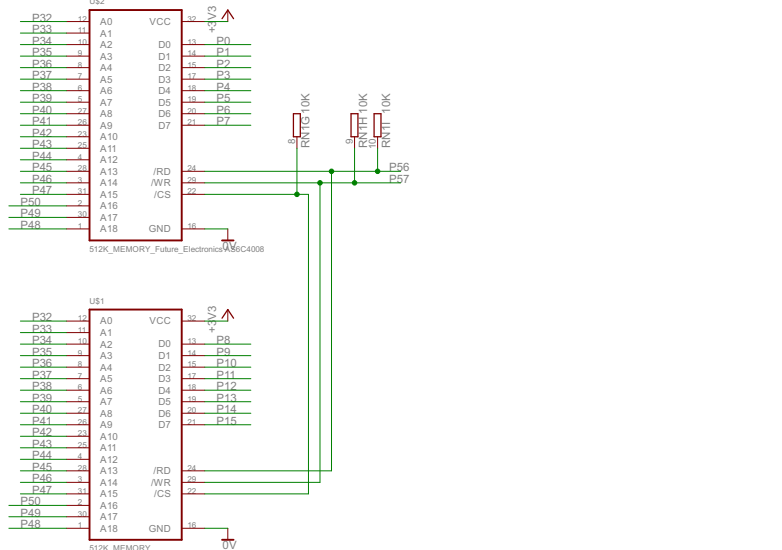 U$2
P32 12 A0 VCC 32 +3V3
P33 11 A1
P34 10 A2 D0 13 P0
P35 9 A3 D1 14 P1
P36 8 A4 D2 15 P2
P37 7 A5 D3 17 P3
P38 6 A6 D4 18 P4
P39 5 A7 D5 19 P5
P40 27 A8 D6 20 P6
P41 26 A9 D7 21 P7
P42 23 A10
P43 25 A11
P44 4 A12
P45 28 A13 /RD 24 P56
P46 3 A14 /WR 29 P57
P47 31 A15 /CS 22
P50 2 A16
P49 30 A17
P48 1 A18 GND 16 0V
512K_MEMORY_Future_Electronics AS6C4008
8 RN1G 10K
9 RN1H 10K
10 RN1I 10K
U$1
P32 12 A0 VCC 32 +3V3
P33 11 A1
P34 10 A2 D0 13 P8
P35 9 A3 D1 14 P9
P36 8 A4 D2 15 P10
P37 7 A5 D3 17 P11
P38 6 A6 D4 18 P12
P39 5 A7 D5 19 P13
P40 27 A8 D6 20 P14
P41 26 A9 D7 21 P15
P42 23 A10
P43 25 A11
P44 4 A12
P45 28 A13 /RD 24
P46 3 A14 /WR 29
P47 31 A15 /CS 22
P50 2 A16
P49 30 A17
P48 1 A18 GND 16 0V
512K_MEMORY